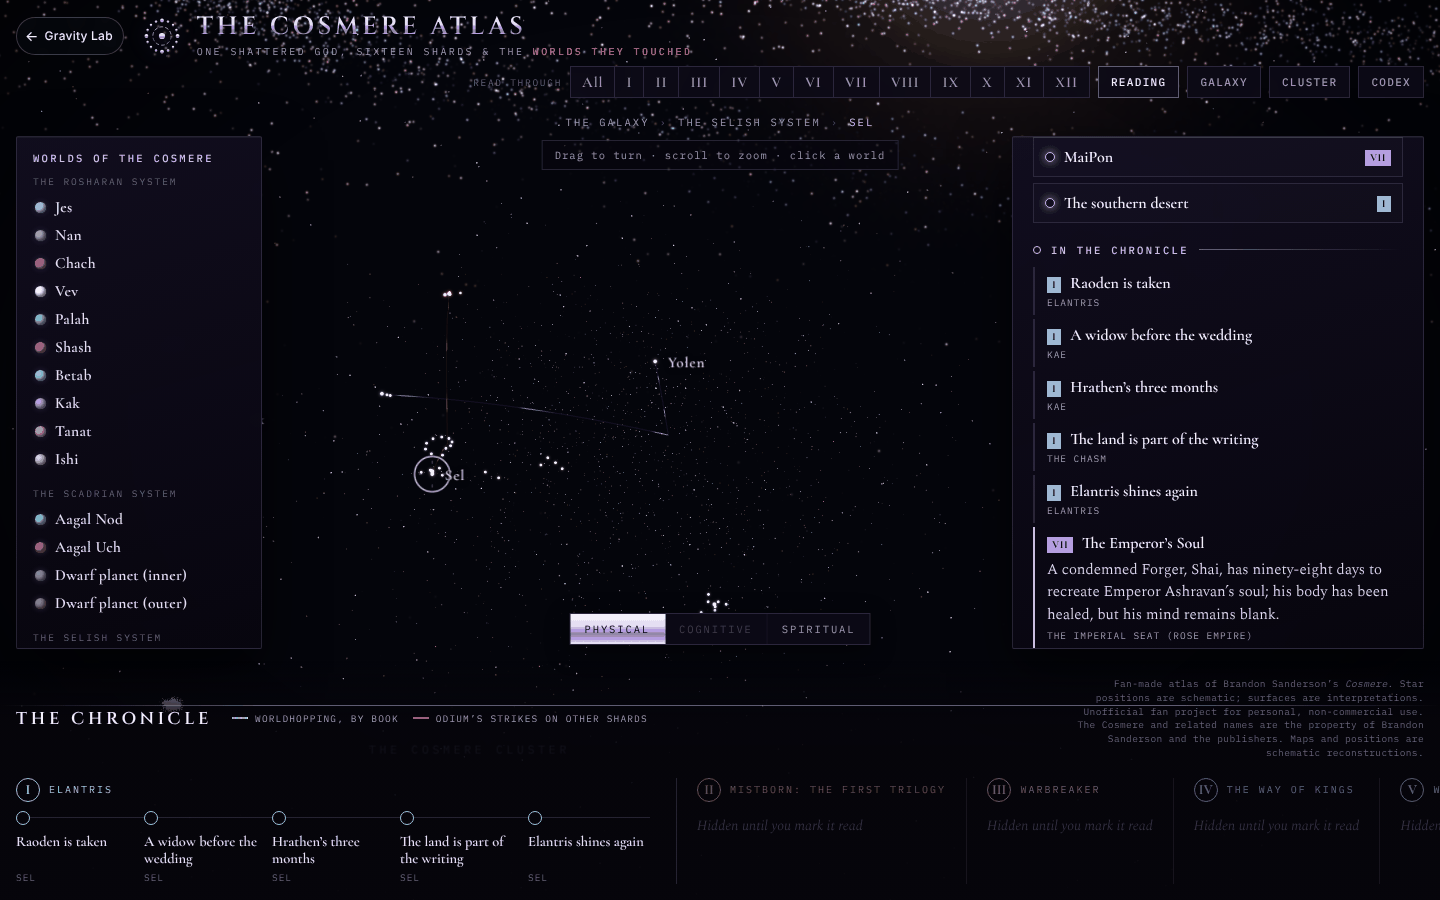 ← Gravity Lab
THE COSMERE ATLAS
ONE SHATTERED GOD, SIXTEEN SHARDS & THE WORLDS THEY TOUCHED
READ THROUGH
All I II III IV V VI VII VIII IX X XI XII
READING GALAXY CLUSTER CODEX
THE GALAXY › THE SELISH SYSTEM › SEL
Drag to turn · scroll to zoom · click a world
WORLDS OF THE COSMERE
THE ROSHARAN SYSTEM
Jes
Nan
Chach
Vev
Palah
Shash
Betab
Kak
Tanat
Ishi
THE SCADRIAN SYSTEM
Aagal Nod
Aagal Uch
Dwarf planet (inner)
Dwarf planet (outer)
THE SELISH SYSTEM
Yolen
Sel
PHYSICAL COGNITIVE SPIRITUAL
MaiPon VII
The southern desert I
IN THE CHRONICLE
I Raoden is taken
ELANTRIS
I A widow before the wedding
KAE
I Hrathen’s three months
KAE
I The land is part of the writing
THE CHASM
I Elantris shines again
ELANTRIS
VII The Emperor’s Soul
A condemned Forger, Shai, has ninety-eight days to
recreate Emperor Ashravan’s soul; his body has been
healed, but his mind remains blank.
THE IMPERIAL SEAT (ROSE EMPIRE)
Fan-made atlas of Brandon Sanderson’s Cosmere. Star
positions are schematic; surfaces are interpretations.
Unofficial fan project for personal, non-commercial use.
The Cosmere and related names are the property of Brandon
Sanderson and the publishers. Maps and positions are
schematic reconstructions.
THE CHRONICLE
WORLDHOPPING, BY BOOK
ODIUM’S STRIKES ON OTHER SHARDS
THE COSMERE CLUSTER
I ELANTRIS
Raoden is taken
SEL
A widow before the
wedding
SEL
Hrathen’s three
months
SEL
The land is part of
the writing
SEL
Elantris shines again
SEL
II MISTBORN: THE FIRST TRILOGY
Hidden until you mark it read
III WARBREAKER
Hidden until you mark it read
IV THE WAY OF KINGS
Hidden until you mark it read
V